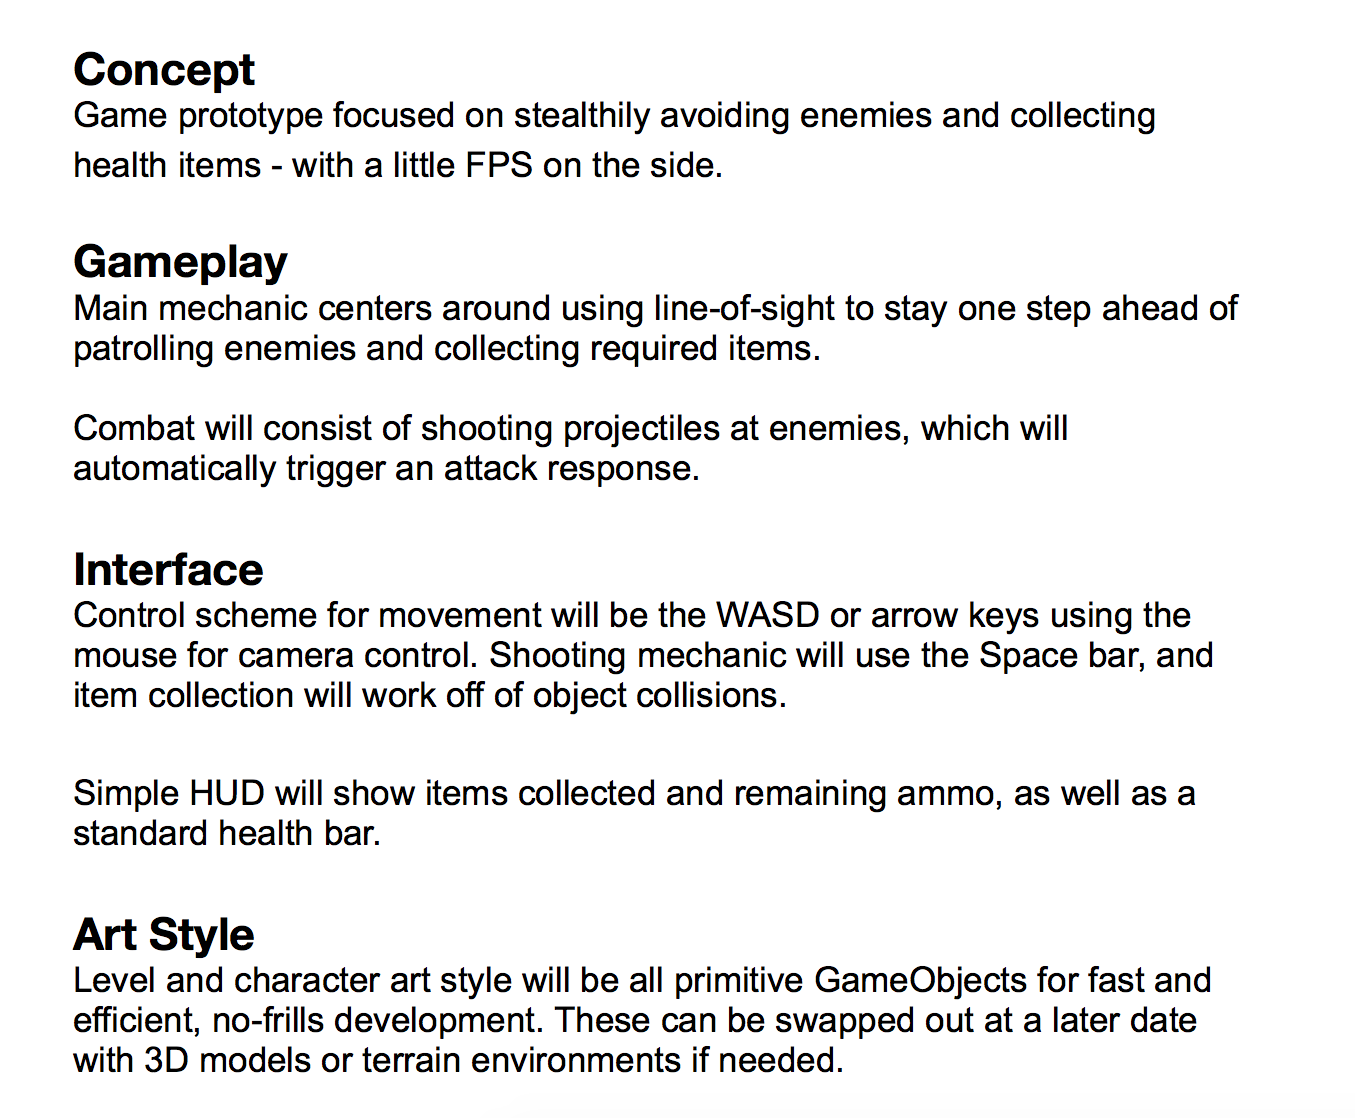 Concept
Game prototype focused on stealthily avoiding enemies and collecting
health items - with a little FPS on the side.
Gameplay
Main mechanic centers around using line-of-sight to stay one step ahead of
patrolling enemies and collecting required items.
Combat will consist of shooting projectiles at enemies, which will
automatically trigger an attack response.
Interface
Control scheme for movement will be the WASD or arrow keys using the
mouse for camera control. Shooting mechanic will use the Space bar, and
item collection will work off of object collisions.
Simple HUD will show items collected and remaining ammo, as well as a
standard health bar.
Art Style
Level and character art style will be all primitive GameObjects for fast and
efficient, no-frills development. These can be swapped out at a later date
with 3D models or terrain environments if needed.